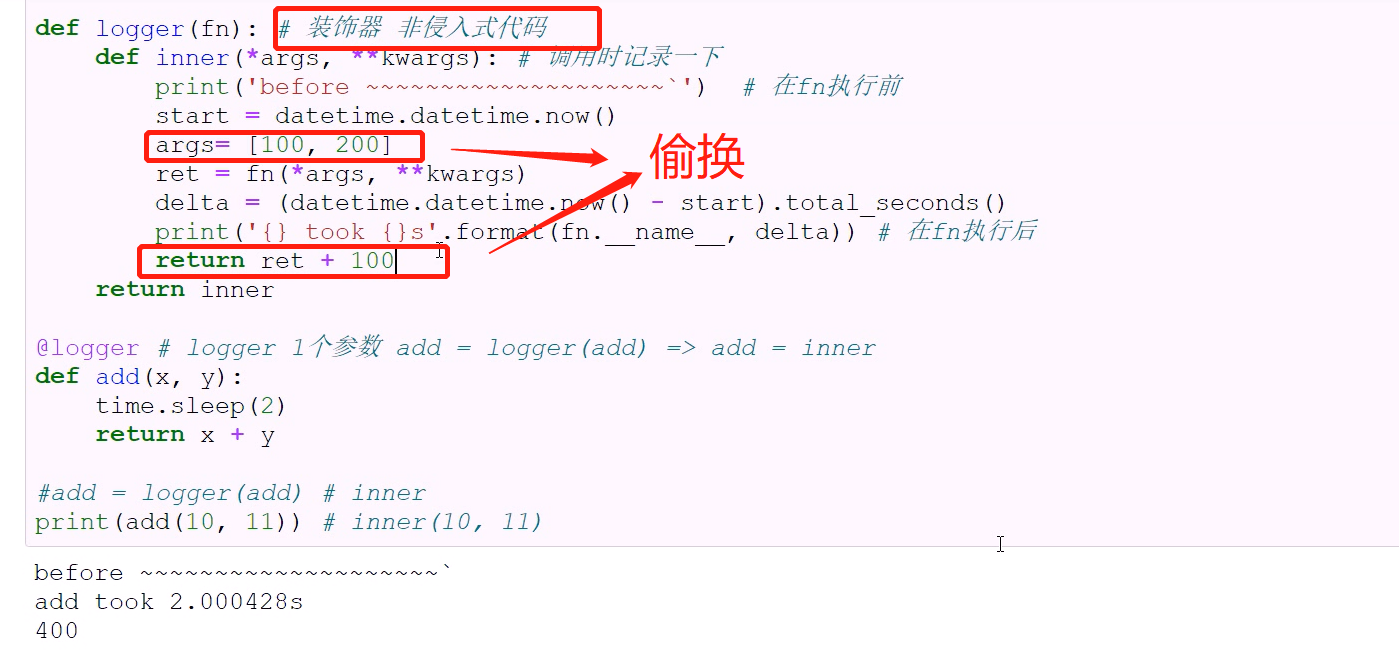 def logger(fn): # 装饰器 非侵入式代码
def inner(*args, **kwargs): # 调用时记录一下
print('before ~~~~~~~~~~~~~~~~~~~~`') # 在fn执行前
start = datetime.datetime.now()
args= [100, 200]
偷换
ret = fn(*args, **kwargs)
delta = (datetime.datetime.now() - start).total_seconds()
print('{} took {}s'.format(fn.__name__, delta)) # 在fn执行后
return ret + 100
return inner
@logger # logger 1个参数 add = logger(add) => add = inner
def add(x, y):
time.sleep(2)
return x + y
#add = logger(add) # inner
print(add(10, 11)) # inner(10, 11)
before ~~~~~~~~~~~~~~~~~~~~`
add took 2.000428s
400